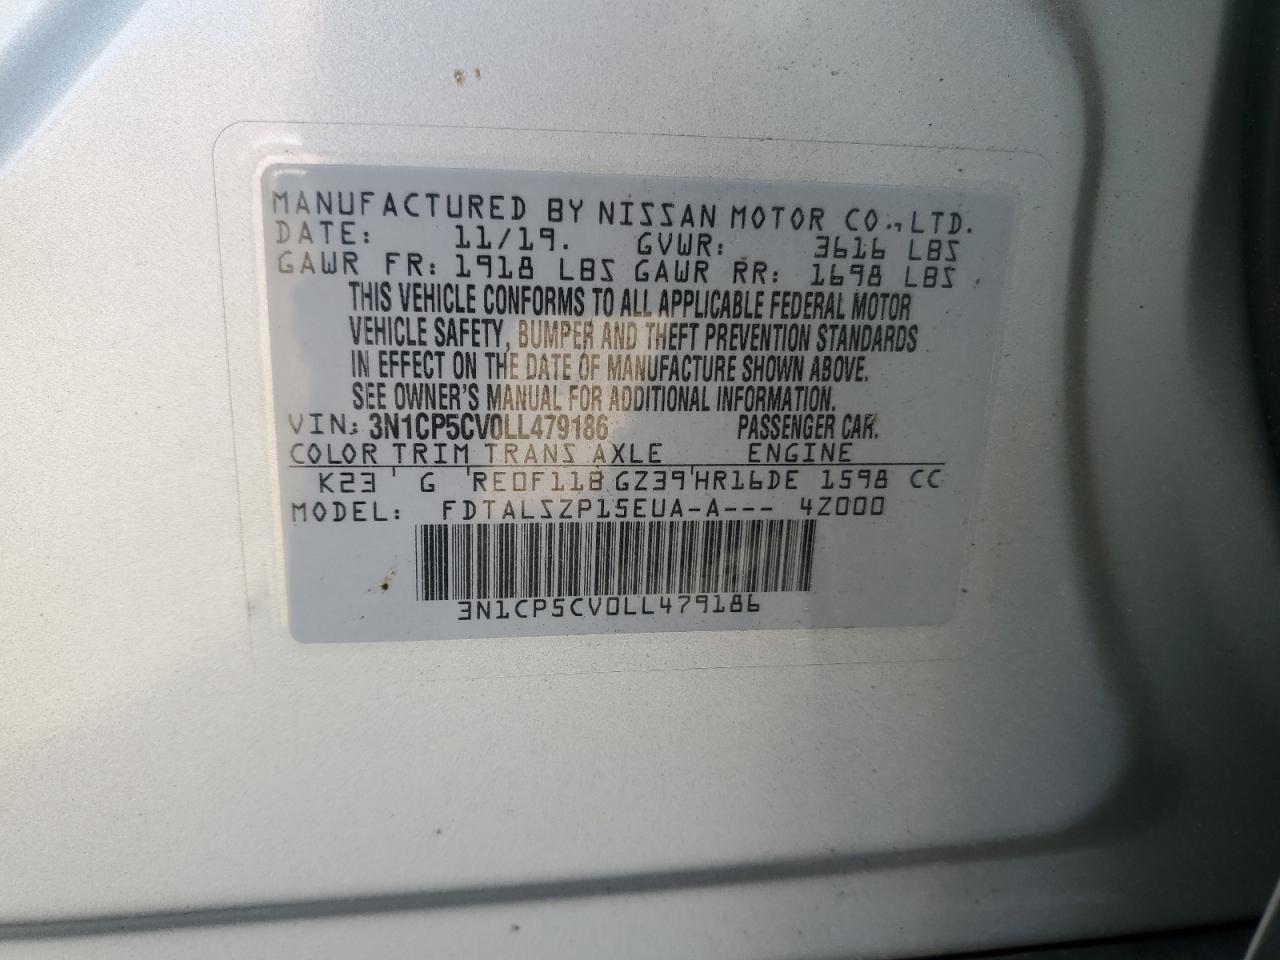 MANUFACTURED BY NISSAN MOTOR CO., LTD.
DATE: 11/19. GVWR: 3616 LBS
GAWR FR: 1918 LBS GAWR RR: 1698 LBS
THIS VEHICLE CONFORMS TO ALL APPLICABLE FEDERAL MOTOR
VEHICLE SAFETY, BUMPER AND THEFT PREVENTION STANDARDS
IN EFFECT ON THE DATE OF MANUFACTURE SHOWN ABOVE.
SEE OWNER'S MANUAL FOR ADDITIONAL INFORMATION.
VIN: 3N1CP5CV0LL479186 PASSENGER CAR.
COLOR TRIM TRANS AXLE ENGINE
K23 G RE0F11B GZ39 HR16DE 1598 CC
MODEL: FDTALSZP15EUA-A--- 4Z000
3N1CP5CV0LL479186